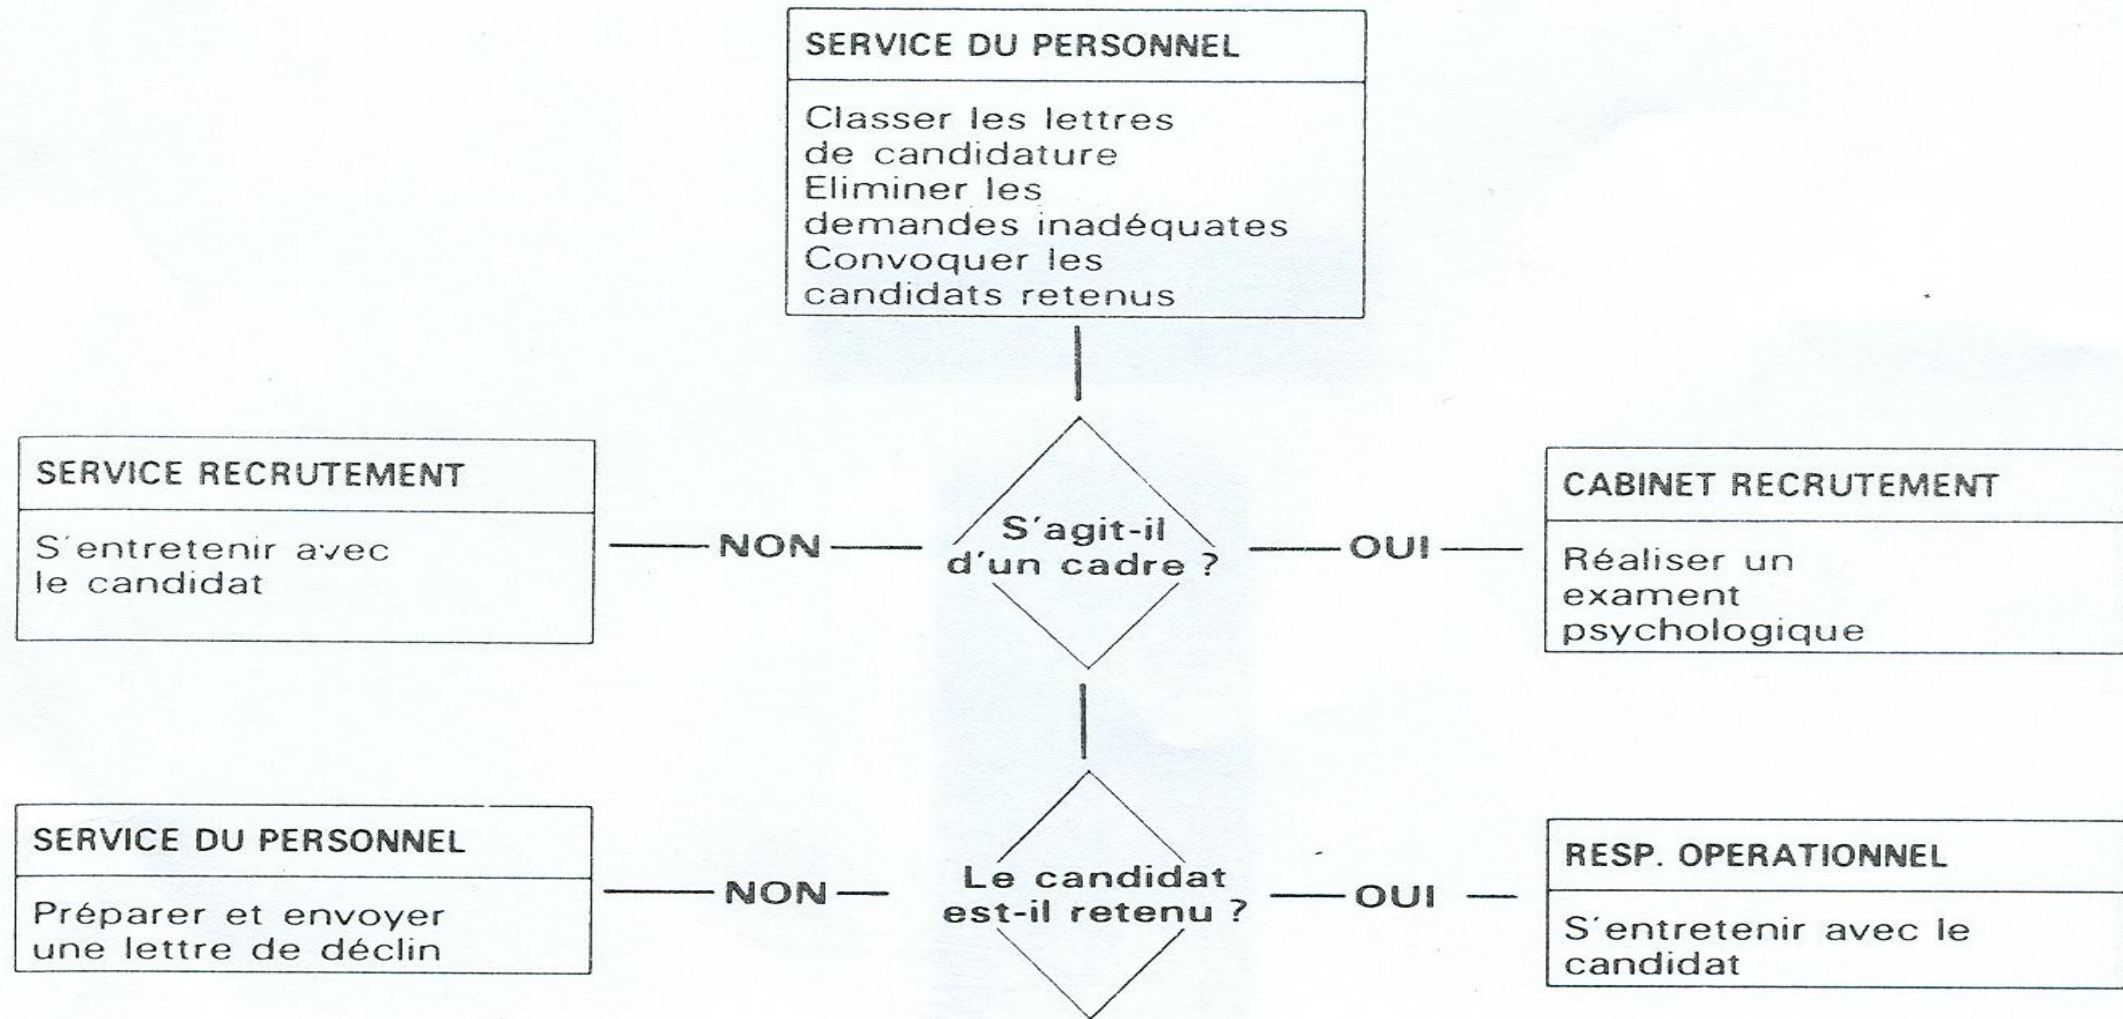 SERVICE DU PERSONNEL
Classer les lettres
de candidature
Eliminer les
demandes inadéquates
Convoquer les
candidats retenus
SERVICE RECRUTEMENT
S'entretenir avec
le candidat
NON
S'agit-il
d'un cadre ?
OUI
CABINET RECRUTEMENT
Réaliser un
exament
psychologique
SERVICE DU PERSONNEL
Préparer et envoyer
une lettre de déclin
NON
Le candidat
est-il retenu ?
OUI
RESP. OPERATIONNEL
S'entretenir avec le
candidat